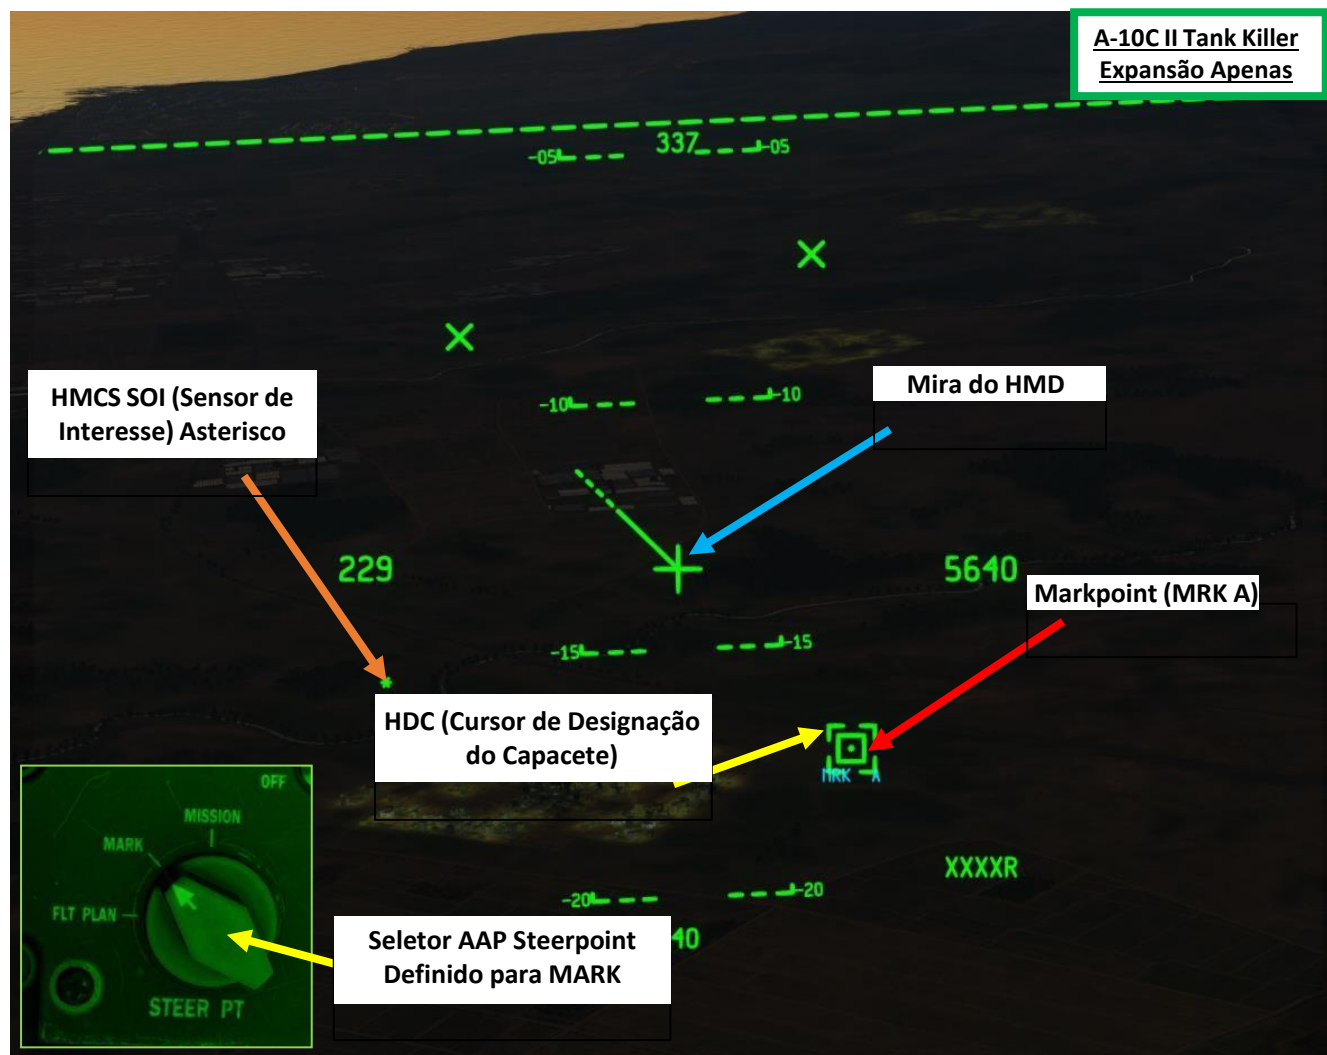 A-10C II Tank Killer
Expansão Apenas
337
-05 -05
HMCS SOI (Sensor de
Interesse) Asterisco
Mira do HMD
-10 -10
229
5640
Markpoint (MRK A)
-15 -15
*
HDC (Cursor de Designação
do Capacete)
MRK A
XXXXR
-20 -20
40
OFF
MISSION
MARK
FLT PLAN
STEER PT
Seletor AAP Steerpoint
Definido para MARK